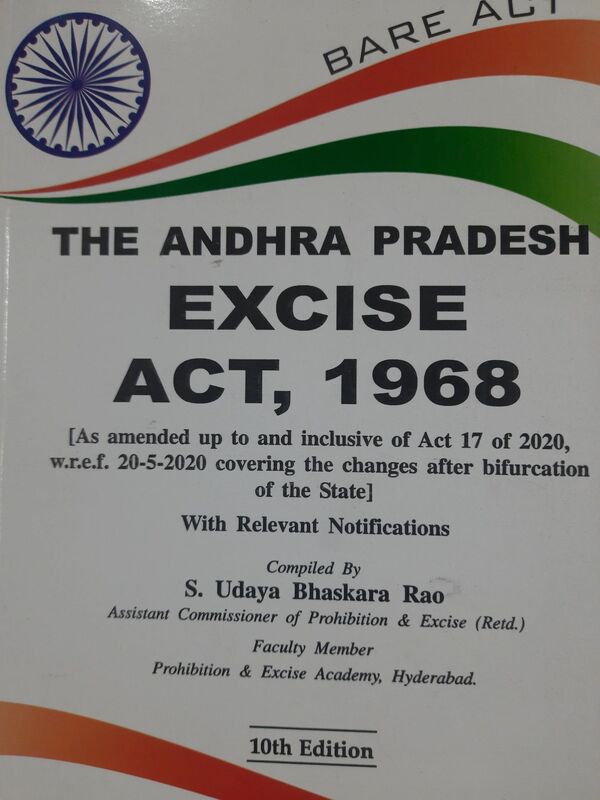 BARE ACT
THE ANDHRA PRADESH
EXCISE
ACT, 1968
[As amended up to and inclusive of Act 17 of 2020,
w.r.e.f. 20-5-2020 covering the changes after bifurcation
of the State]
With Relevant Notifications
Compiled By
S. Udaya Bhaskara Rao
Assistant Commissioner of Prohibition & Excise (Retd.)
Faculty Member
Prohibition & Excise Academy, Hyderabad.
10th Edition